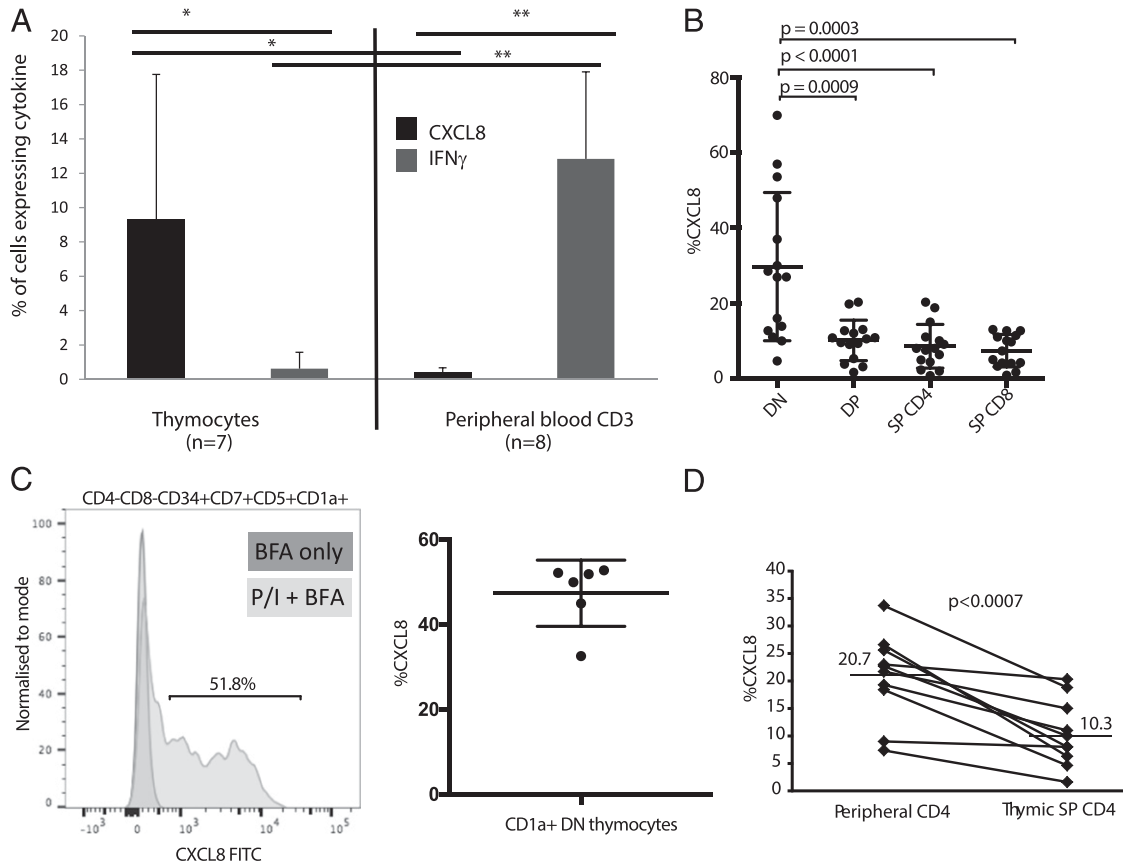 A
*
**
*
**
20
18
16
14
12
10
8
6
4
2
0
% of cells expressing cytokine
CXCL8
IFNγ
Thymocytes
(n=7)
Peripheral blood CD3
(n=8)
B
p = 0.0003
p < 0.0001
p = 0.0009
80
60
40
20
0
%CXCL8
DN
DP
SP CD4
SP CD8
C
CD4-CD8-CD34+CD7+CD5+CD1a+
BFA only
P/I + BFA
51.8%
100
80
60
40
20
0
Normalised to mode
-10³ 0 10³ 10⁴ 10⁵
CXCL8 FITC
60
40
20
0
%CXCL8
CD1a+ DN thymocytes
D
40
35
30
25
20
15
10
5
0
%CXCL8
p<0.0007
20.7
10.3
Peripheral CD4
Thymic SP CD4